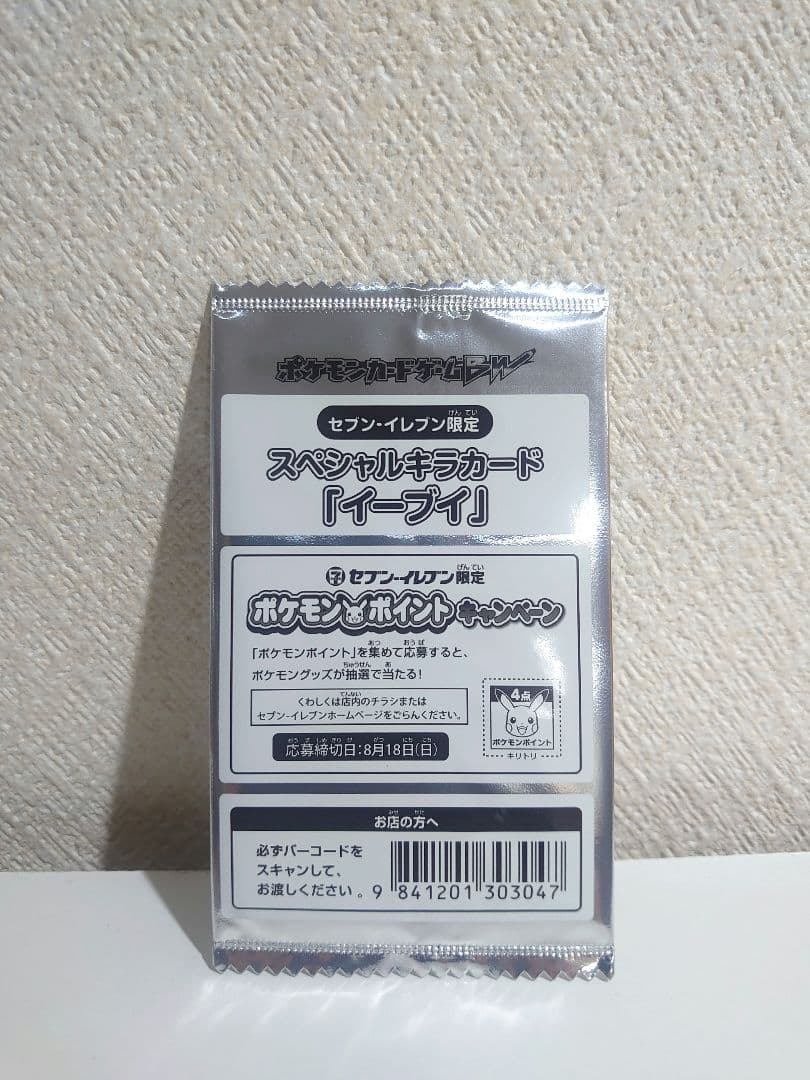 ポケモンカードゲームBW
セブン-イレブン限定
スペシャルキラカード
「イーブイ」
セブン-イレブン限定
ポケモンポイント キャンペーン
「ポケモンポイント」を集めて応募すると、
ポケモングッズが抽選で当たる!
くわしくは店内のチラシまたは
セブン-イレブンホームページをごらんください。
応募締切日:8月18日(日)
4点
ポケモンポイント
キリトリ
お店の方へ
必ずバーコードを
スキャンして、
お渡しください。
9 841201 303047